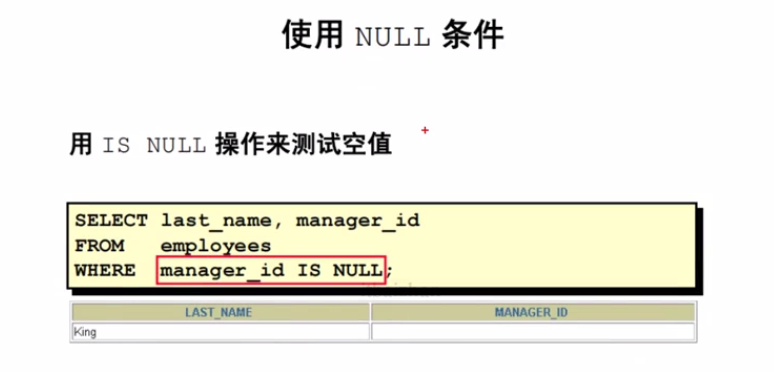 使用 NULL 条件
用 IS NULL 操作来测试空值
SELECT last_name, manager_id
FROM employees
WHERE manager_id IS NULL;
LAST_NAME MANAGER_ID
King